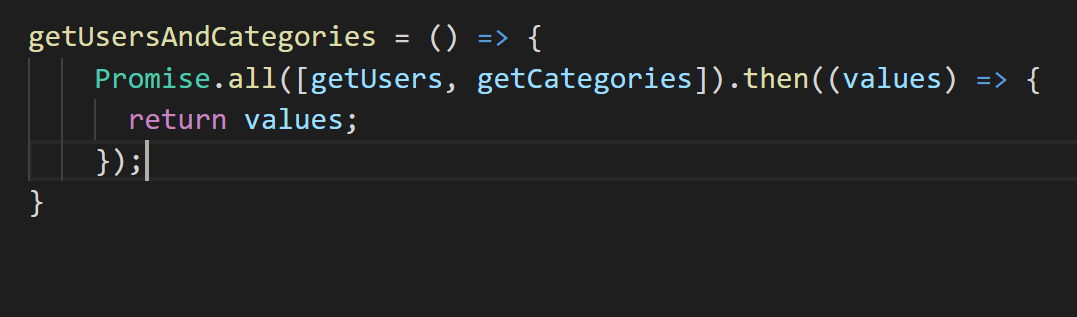 getUsersAndCategories = () => {
    Promise.all([getUsers, getCategories]).then((values) => {
      return values;
    });
}